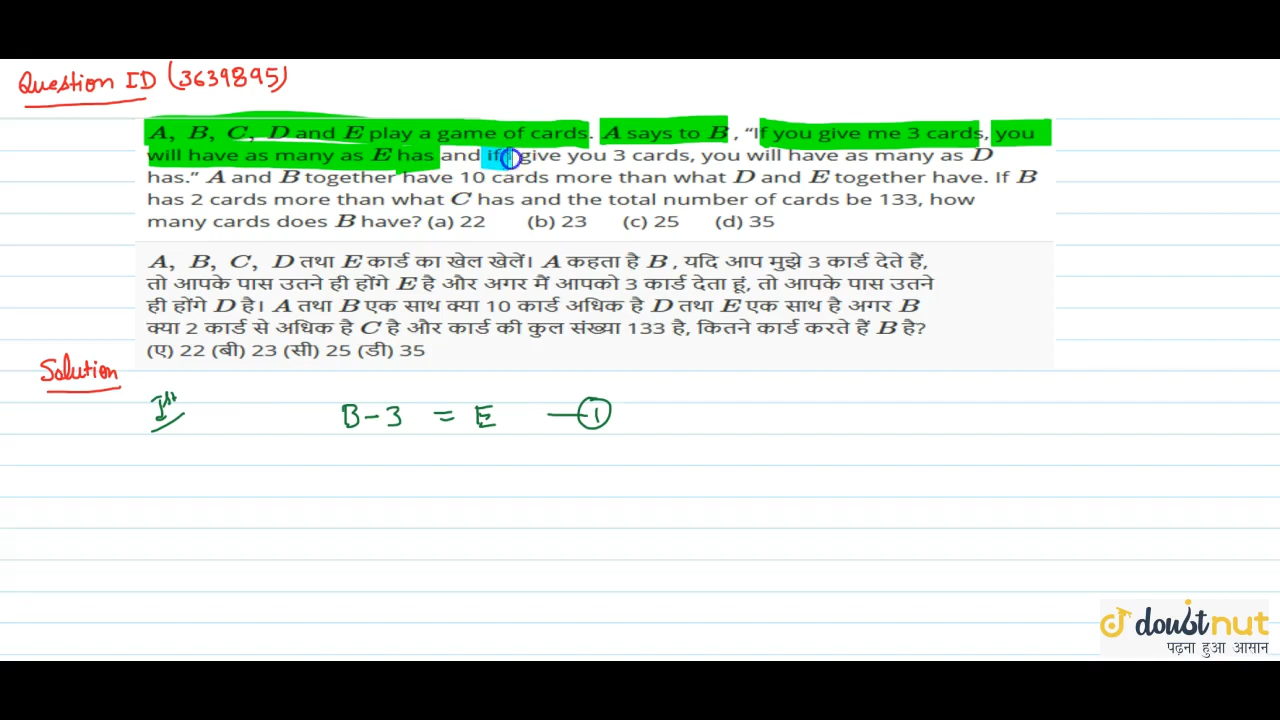 Question ID (3639895)
A, B, C, D and E play a game of cards. A says to B, “If you give me 3 cards, you
will have as many as E has and if I give you 3 cards, you will have as many as D
has.” A and B together have 10 cards more than what D and E together have. If B
has 2 cards more than what C has and the total number of cards be 133, how
many cards does B have? (a) 22 (b) 23 (c) 25 (d) 35
A, B, C, D तथा E कार्ड का खेल खेलें। A कहता है B, यदि आप मुझे 3 कार्ड देते हैं,
तो आपके पास उतने ही होंगे E है और अगर मैं आपको 3 कार्ड देता हूं, तो आपके पास उतने
ही होंगे D है। A तथा B एक साथ क्या 10 कार्ड अधिक है D तथा E एक साथ है अगर B
क्या 2 कार्ड से अधिक है C है और कार्ड की कुल संख्या 133 है, कितने कार्ड करते हैं B है?
(ए) 22 (बी) 23 (सी) 25 (डी) 35
Solution
Ist B - 3 = E — 1
doubtnut
पढ़ना हुआ आसान